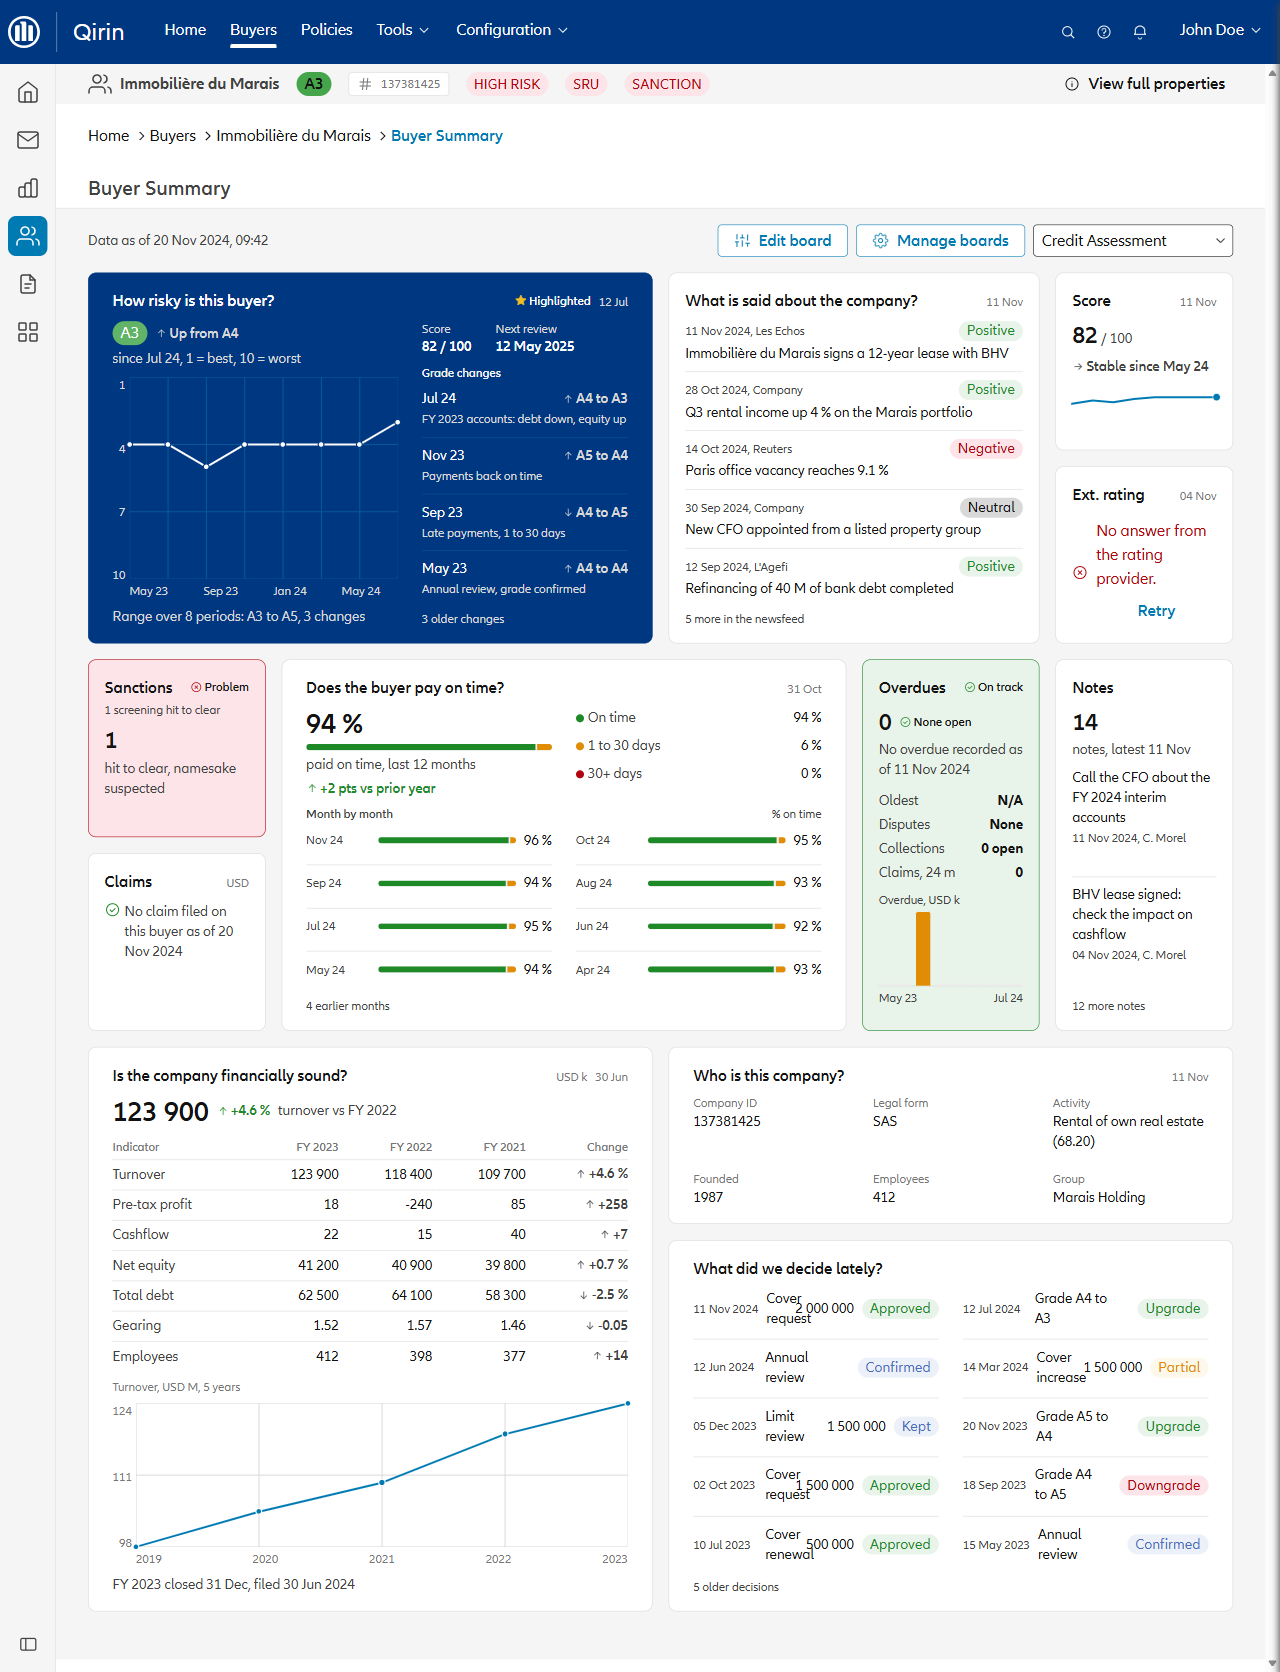 Qirin
Home
Buyers
Policies
Tools
Configuration
John Doe
Immobilière du Marais
A3
# 137381425
HIGH RISK
SRU
SANCTION
View full properties
Home > Buyers > Immobilière du Marais > Buyer Summary
Buyer Summary
Data as of 20 Nov 2024, 09:42
Edit board
Manage boards
Credit Assessment
How risky is this buyer?
Highlighted 12 Jul
A3 ↑ Up from A4
since Jul 24, 1 = best, 10 = worst
1
4
7
10
May 23 Sep 23 Jan 24 May 24
Range over 8 periods: A3 to A5, 3 changes
Score
82 / 100
Next review
12 May 2025
Grade changes
Jul 24 ↑ A4 to A3
FY 2023 accounts: debt down, equity up
Nov 23 ↑ A5 to A4
Payments back on time
Sep 23 ↓ A4 to A5
Late payments, 1 to 30 days
May 23 ↑ A4 to A4
Annual review, grade confirmed
3 older changes
What is said about the company? 11 Nov
11 Nov 2024, Les Echos Positive
Immobilière du Marais signs a 12-year lease with BHV
28 Oct 2024, Company Positive
Q3 rental income up 4 % on the Marais portfolio
14 Oct 2024, Reuters Negative
Paris office vacancy reaches 9.1 %
30 Sep 2024, Company Neutral
New CFO appointed from a listed property group
12 Sep 2024, L'Agefi Positive
Refinancing of 40 M of bank debt completed
5 more in the newsfeed
Score 11 Nov
82 / 100
→ Stable since May 24
Ext. rating 04 Nov
No answer from
the rating
provider.
Retry
Sanctions Problem
1 screening hit to clear
1
hit to clear, namesake
suspected
Claims USD
No claim filed on
this buyer as of 20
Nov 2024
Does the buyer pay on time? 31 Oct
94 %
paid on time, last 12 months
↑ +2 pts vs prior year
On time 94 %
1 to 30 days 6 %
30+ days 0 %
Month by month % on time
Nov 24 96 % Oct 24 95 %
Sep 24 94 % Aug 24 93 %
Jul 24 95 % Jun 24 92 %
May 24 94 % Apr 24 93 %
4 earlier months
Overdues On track
0 None open
No overdue recorded as
of 11 Nov 2024
Oldest N/A
Disputes None
Collections 0 open
Claims, 24 m 0
Overdue, USD k
May 23 Jul 24
Notes
14
notes, latest 11 Nov
Call the CFO about the
FY 2024 interim
accounts
11 Nov 2024, C. Morel
BHV lease signed:
check the impact on
cashflow
04 Nov 2024, C. Morel
12 more notes
Is the company financially sound? USD k 30 Jun
123 900 ↑ +4.6 % turnover vs FY 2022
Indicator FY 2023 FY 2022 FY 2021 Change
Turnover 123 900 118 400 109 700 ↑ +4.6 %
Pre-tax profit 18 -240 85 ↑ +258
Cashflow 22 15 40 ↑ +7
Net equity 41 200 40 900 39 800 ↑ +0.7 %
Total debt 62 500 64 100 58 300 ↓ -2.5 %
Gearing 1.52 1.57 1.46 ↓ -0.05
Employees 412 398 377 ↑ +14
Turnover, USD M, 5 years
124
111
98
2019 2020 2021 2022 2023
FY 2023 closed 31 Dec, filed 30 Jun 2024
Who is this company? 11 Nov
Company ID Legal form Activity
137381425 SAS Rental of own real estate
(68.20)
Founded Employees Group
1987 412 Marais Holding
What did we decide lately?
11 Nov 2024 Cover request 2 000 000 Approved
12 Jul 2024 Grade A4 to A3 Upgrade
12 Jun 2024 Annual review Confirmed
14 Mar 2024 Cover increase 1 500 000 Partial
05 Dec 2023 Limit review 1 500 000 Kept
20 Nov 2023 Grade A5 to A4 Upgrade
02 Oct 2023 Cover request 1 500 000 Approved
18 Sep 2023 Grade A4 to A5 Downgrade
10 Jul 2023 Cover renewal 500 000 Approved
15 May 2023 Annual review Confirmed
5 older decisions